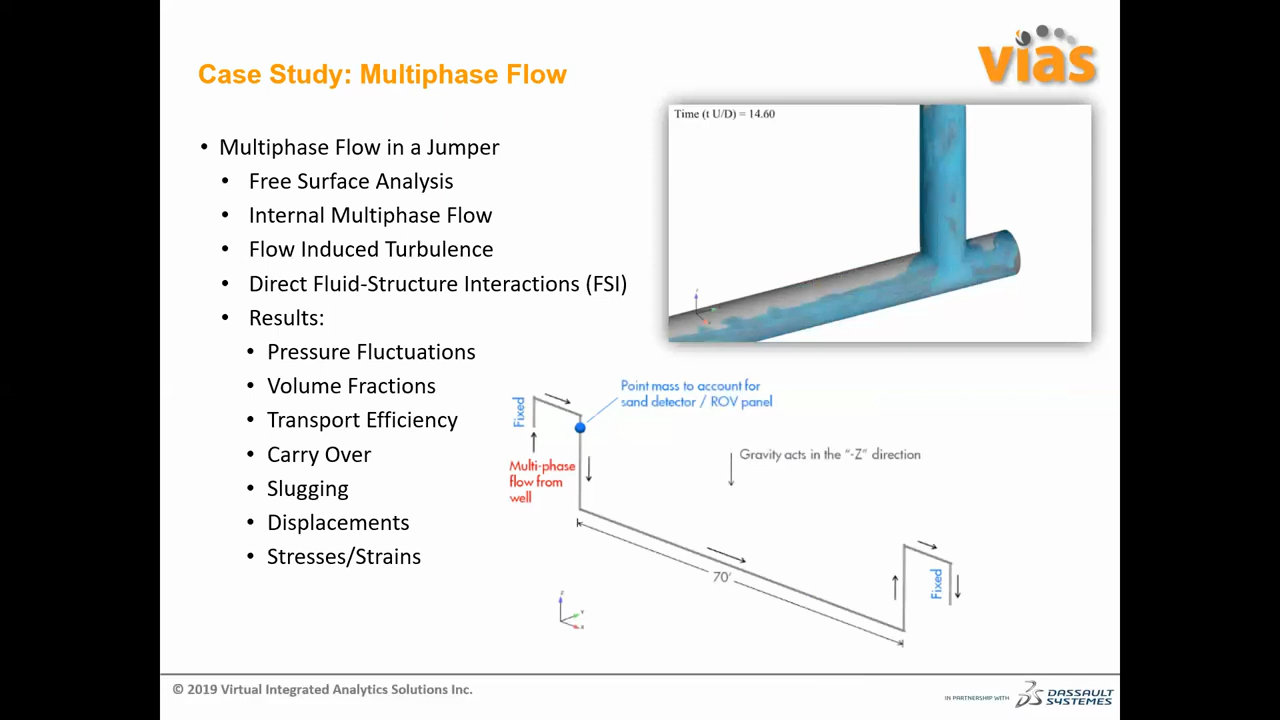 vias
Case Study: Multiphase Flow
Time (t U/D) = 14.60
• Multiphase Flow in a Jumper
• Free Surface Analysis
• Internal Multiphase Flow
• Flow Induced Turbulence
• Direct Fluid-Structure Interactions (FSI)
• Results:
• Pressure Fluctuations
• Volume Fractions
• Transport Efficiency
• Carry Over
• Slugging
• Displacements
• Stresses/Strains
Point mass to account for
sand detector / ROV panel
Fixed
Gravity acts in the "-Z" direction
Multi-phase
flow from
well
70'
Fixed
© 2019 Virtual Integrated Analytics Solutions Inc.
IN PARTNERSHIP WITH
DASSAULT
SYSTEMES